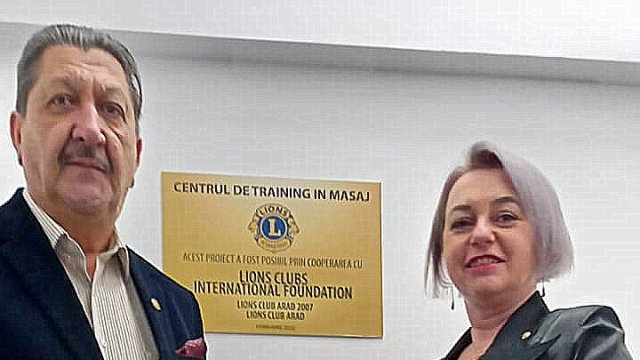 CENTRUL DE TRAINING IN MASAJ
LIONS
L
INTERNATIONAL
ACEST PROIECT A FOST POSIBIL PRIN COOPERAREA CU
LIONS CLUBS
INTERNATIONAL FOUNDATION
LIONS CLUB ARAD 2007
LIONS CLUB ARAD